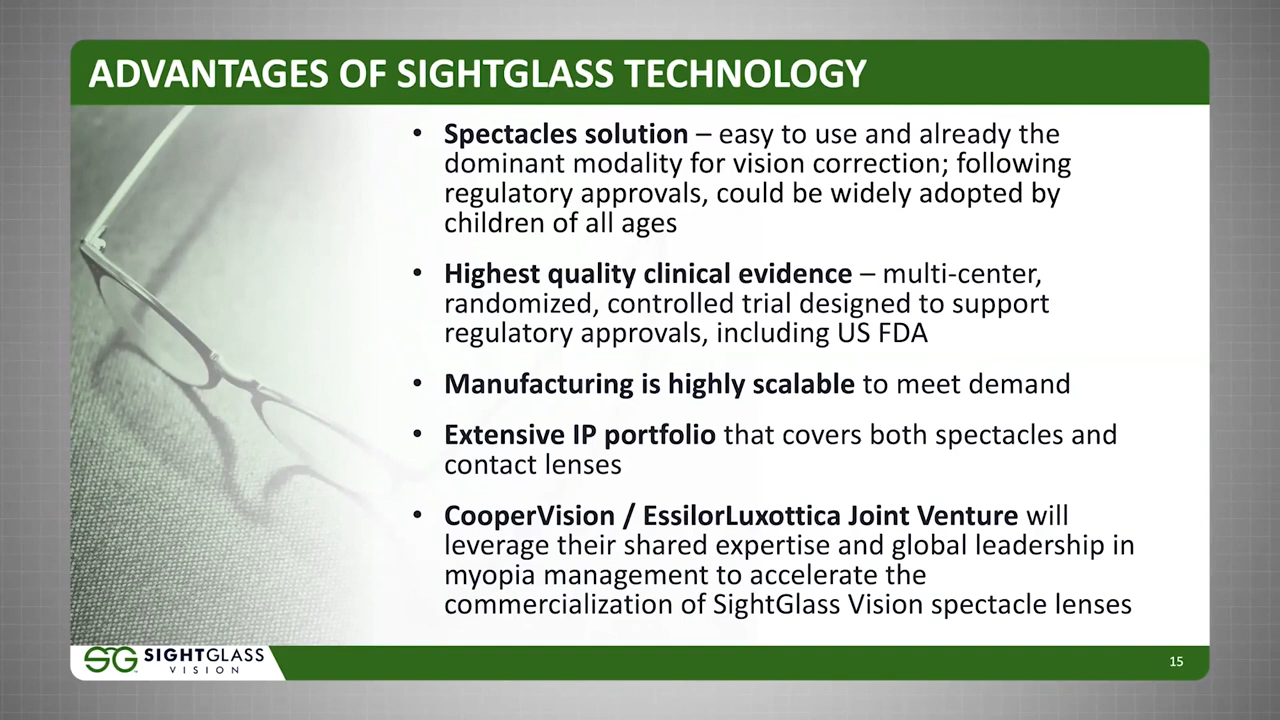 ADVANTAGES OF SIGHTGLASS TECHNOLOGY
• Spectacles solution – easy to use and already the
dominant modality for vision correction; following
regulatory approvals, could be widely adopted by
children of all ages
• Highest quality clinical evidence – multi-center,
randomized, controlled trial designed to support
regulatory approvals, including US FDA
• Manufacturing is highly scalable to meet demand
• Extensive IP portfolio that covers both spectacles and
contact lenses
• CooperVision / EssilorLuxottica Joint Venture will
leverage their shared expertise and global leadership in
myopia management to accelerate the
commercialization of SightGlass Vision spectacle lenses
SG SIGHTGLASS
VISION
15